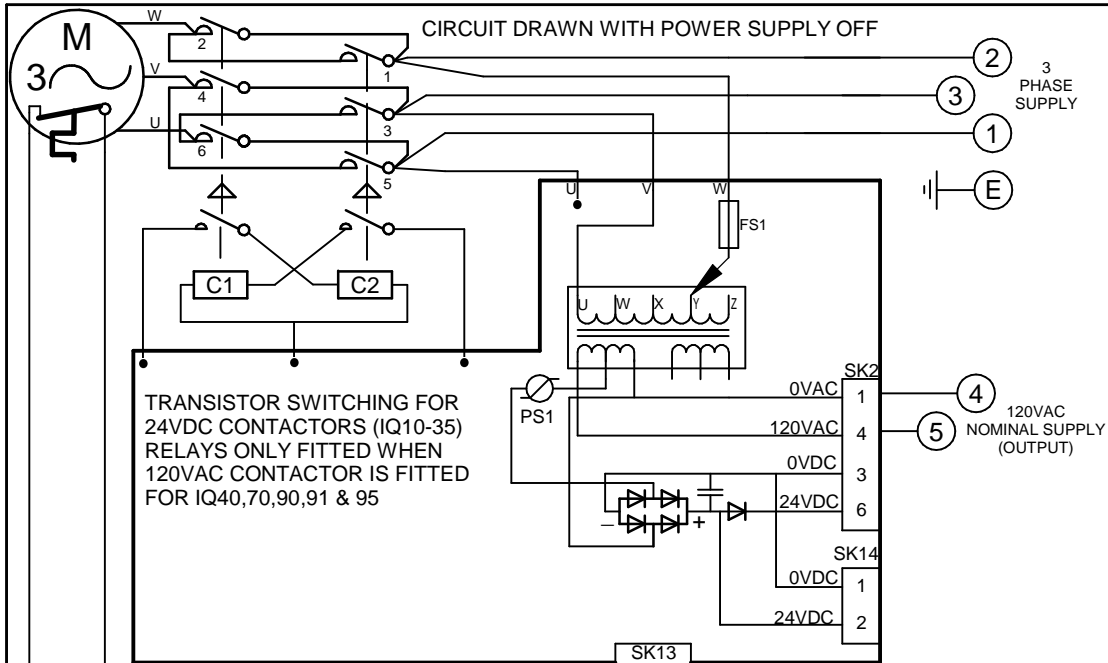 CIRCUIT DRAWN WITH POWER SUPPLY OFF
W
M
3
2
1
2
3
PHASE
SUPPLY
V
4
3
3
U
6
5
1
U
V
W
E
FS1
C1
C2
U
W
X
Y
Z
SK2
PS1
0VAC
1
4
120VAC
NOMINAL SUPPLY
(OUTPUT)
120VAC
4
5
0VDC
3
24VDC
6
TRANSISTOR SWITCHING FOR
24VDC CONTACTORS (IQ10-35)
RELAYS ONLY FITTED WHEN
120VAC CONTACTOR IS FITTED
FOR IQ40,70,90,91 & 95
SK14
0VDC
1
24VDC
2
SK13